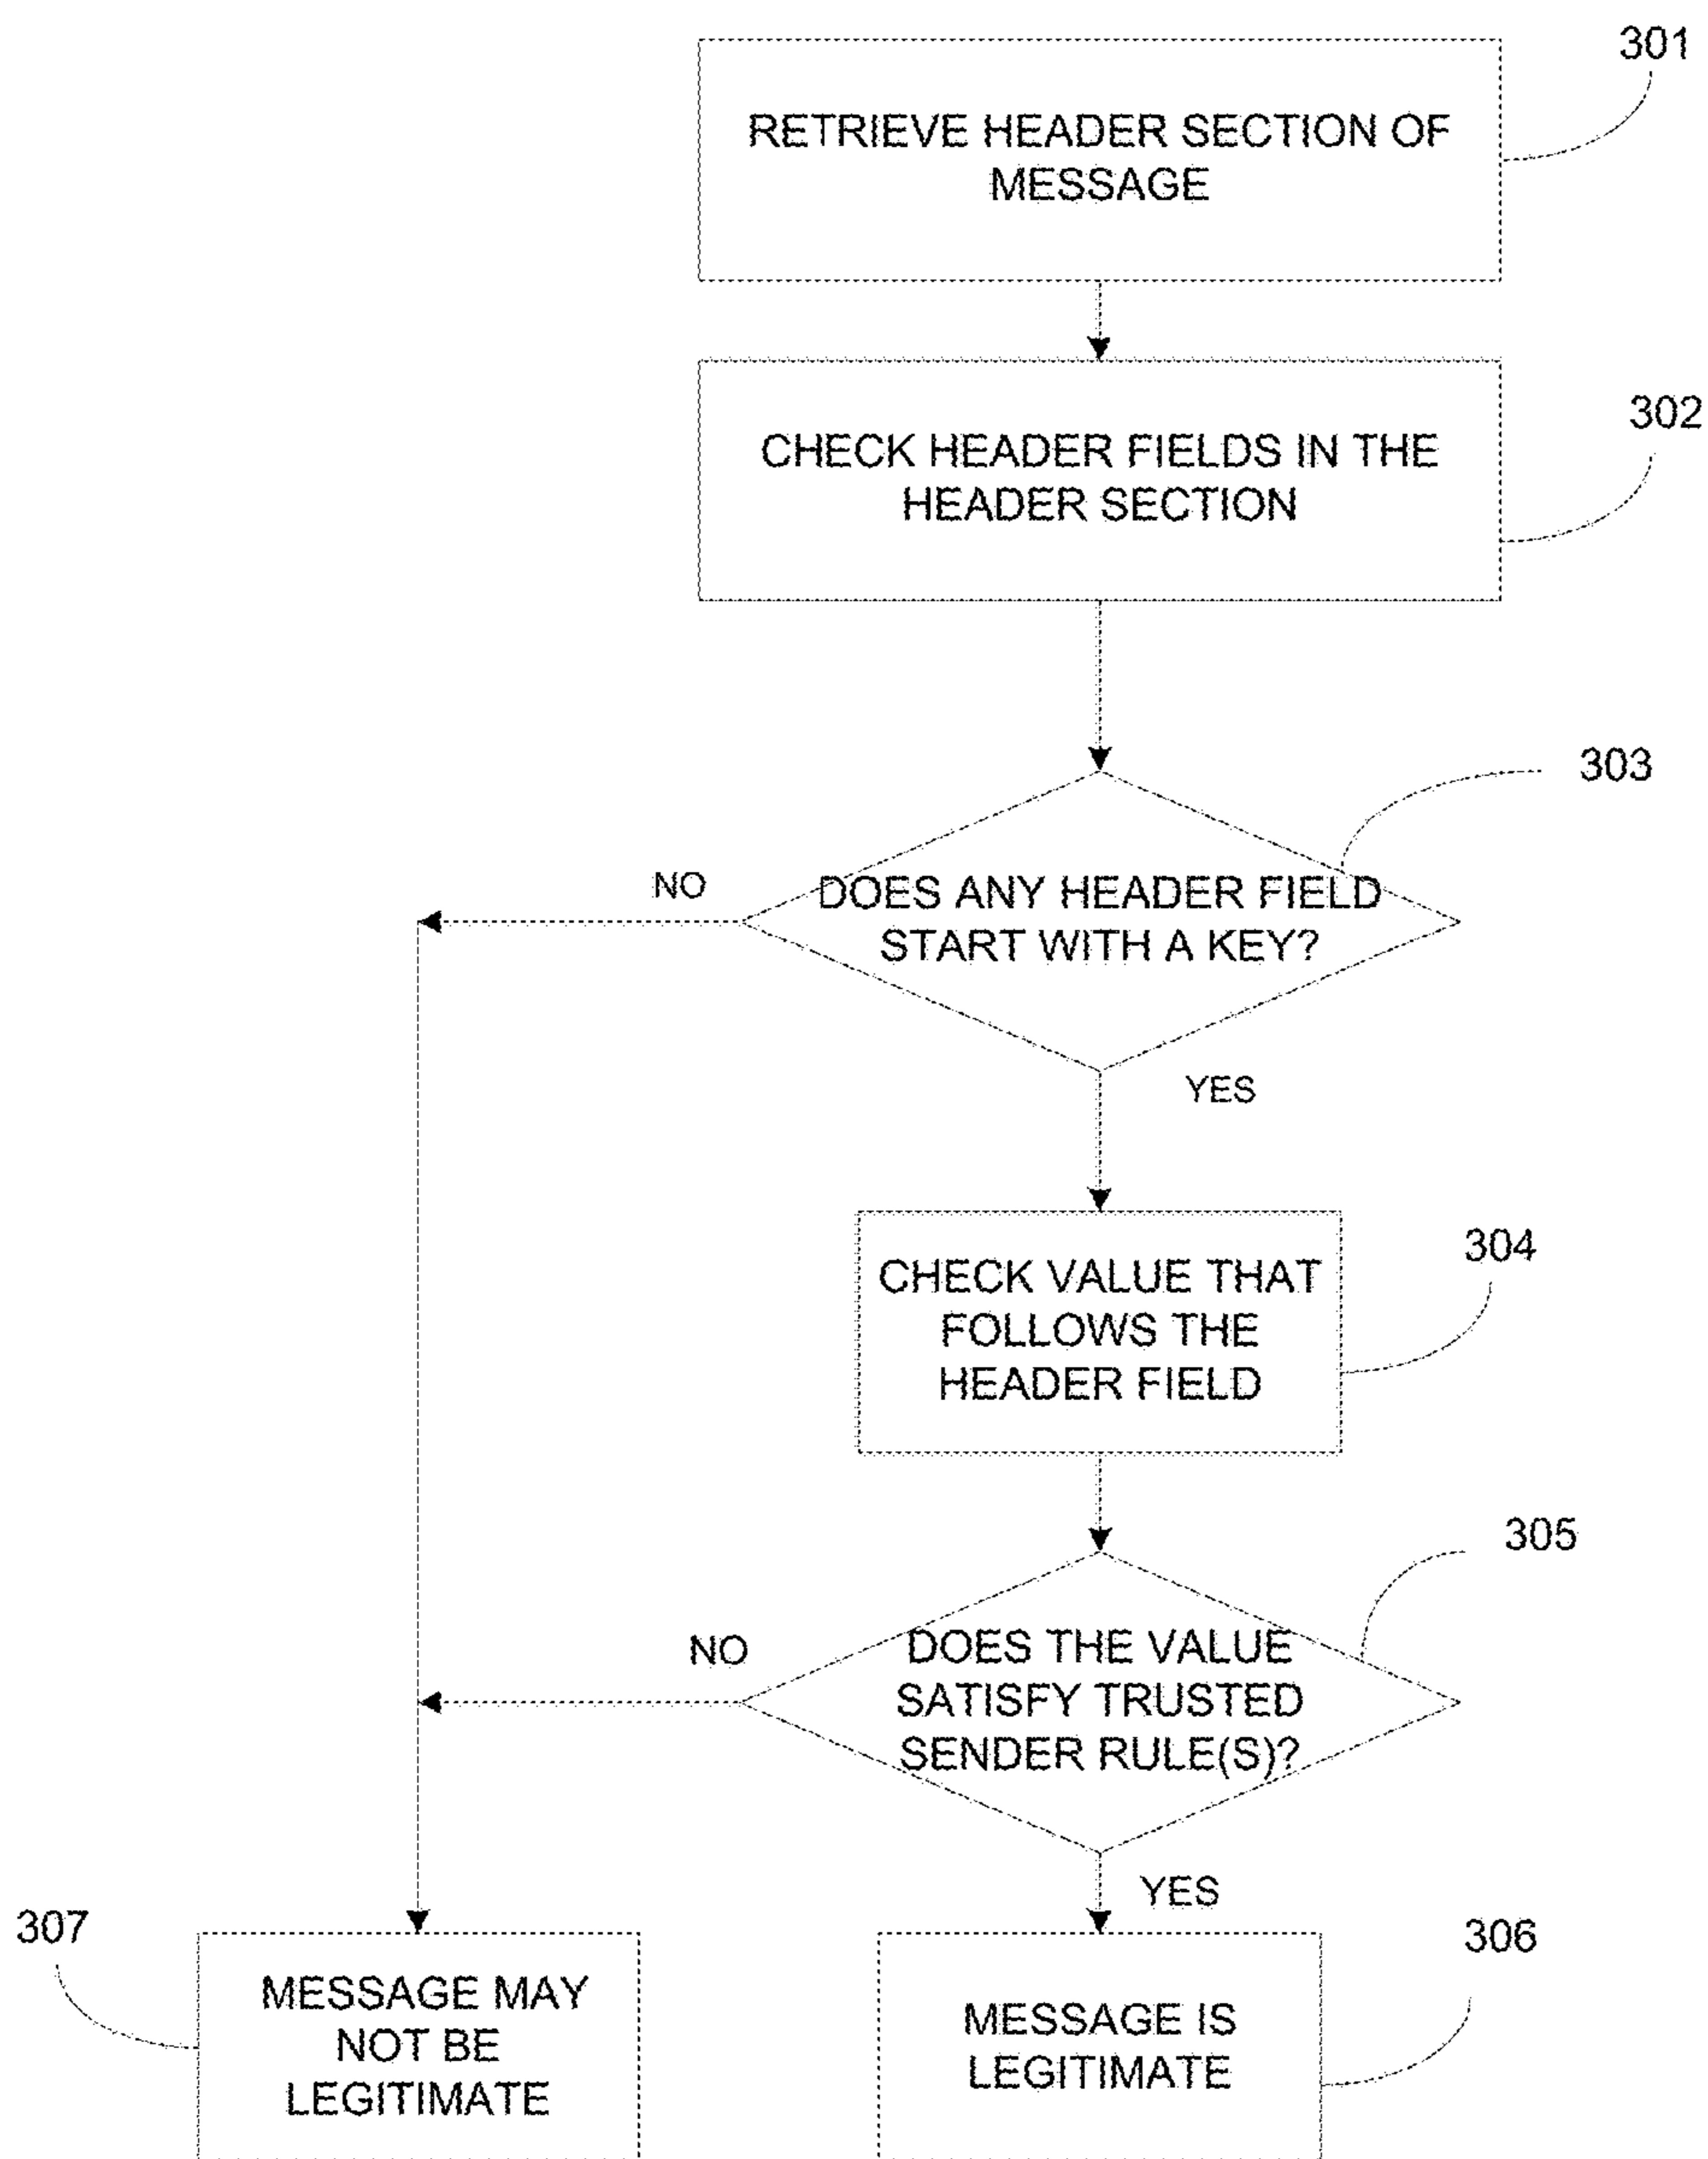 301
RETRIEVE HEADER SECTION OF
MESSAGE
302
CHECK HEADER FIELDS IN THE
HEADER SECTION
303
NO
DOES ANY HEADER FIELD
START WITH A KEY?
YES
304
CHECK VALUE THAT
FOLLOWS THE
HEADER FIELD
305
NO
DOES THE VALUE
SATISFY TRUSTED
SENDER RULE(S)?
YES
307
MESSAGE MAY
NOT BE
LEGITIMATE
306
MESSAGE IS
LEGITIMATE